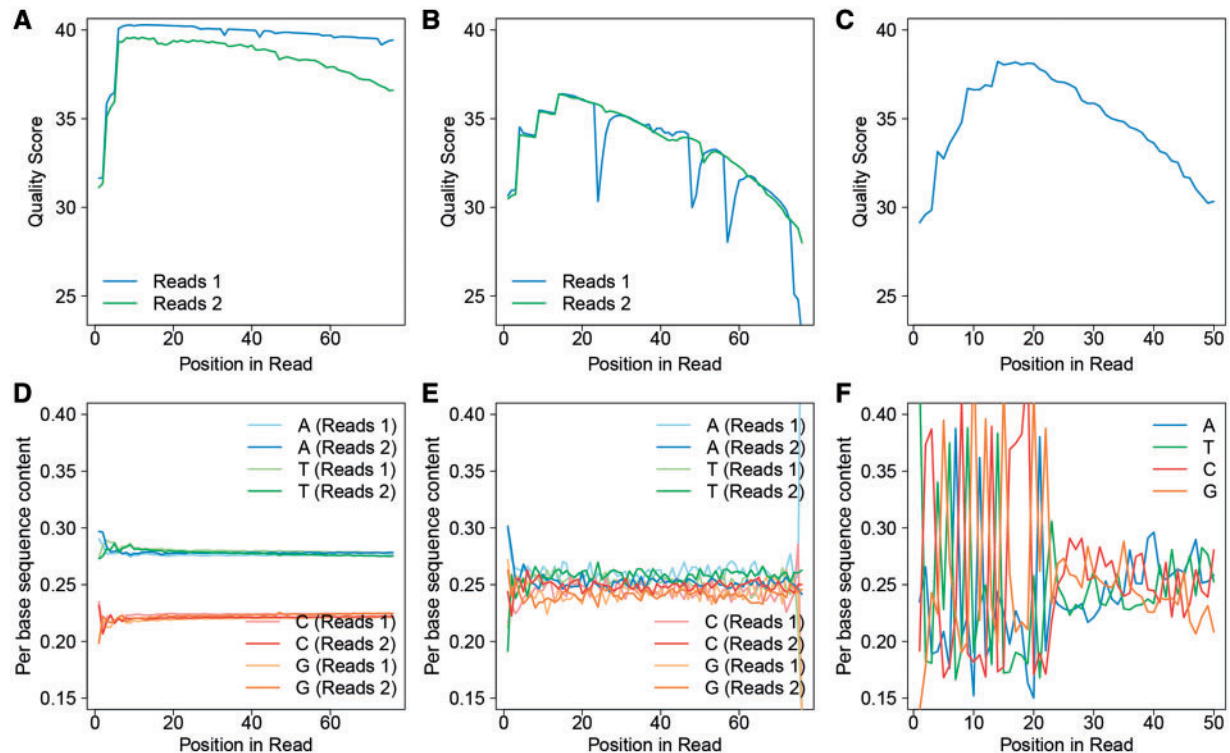 A
B
C
Quality Score
40
35
30
25
Reads 1
Reads 2
0
20
40
60
Position in Read
Quality Score
40
35
30
25
Reads 1
Reads 2
0
20
40
60
Position in Read
Quality Score
40
35
30
25
0
10
20
30
40
50
Position in Read
D
E
F
Per base sequence content
0.40
0.35
0.30
0.25
0.20
0.15
A (Reads 1)
A (Reads 2)
T (Reads 1)
T (Reads 2)
C (Reads 1)
C (Reads 2)
G (Reads 1)
G (Reads 2)
0
20
40
60
Position in Read
Per base sequence content
0.40
0.35
0.30
0.25
0.20
0.15
A (Reads 1)
A (Reads 2)
T (Reads 1)
T (Reads 2)
C (Reads 1)
C (Reads 2)
G (Reads 1)
G (Reads 2)
0
20
40
60
Position in Read
Per base sequence content
0.40
0.35
0.30
0.25
0.20
0.15
A
T
C
G
0
10
20
30
40
50
Position in Read